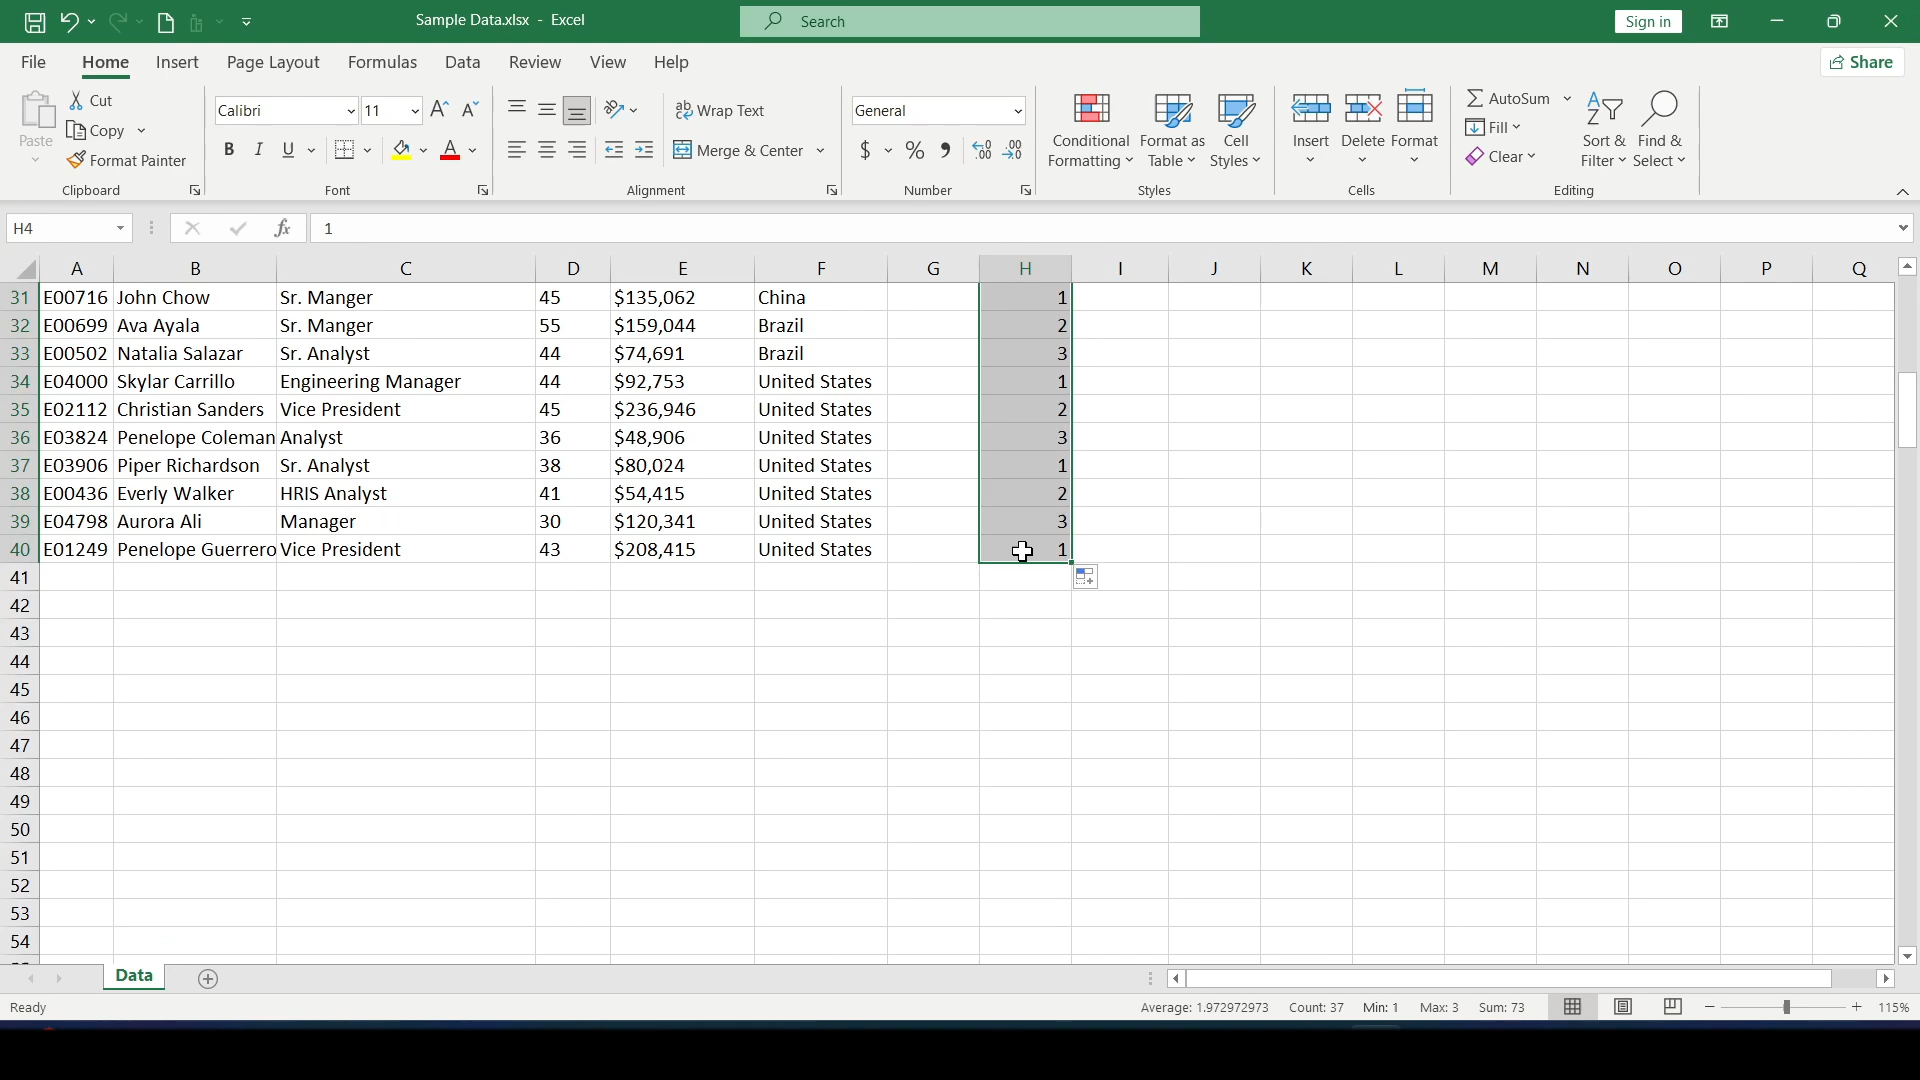 Sample Data.xlsx - Excel
Search
Sign in
File Home Insert Page Layout Formulas Data Review View Help
Share
Paste
Cut
Copy
Format Painter
Clipboard
Calibri 11
A A
B I U A
Font
ab Wrap Text
Merge & Center
Alignment
General
$ % , .00 .00
Number
Conditional Formatting
Format as Table
Cell Styles
Styles
Insert Delete Format
Cells
AutoSum
Fill
Clear
Sort & Filter
Find & Select
Editing
H4 fx 1
A B C D E F G H I J K L M N O P Q
31 E00716 John Chow Sr. Manger 45 $135,062 China 1
32 E00699 Ava Ayala Sr. Manger 55 $159,044 Brazil 2
33 E00502 Natalia Salazar Sr. Analyst 44 $74,691 Brazil 3
34 E04000 Skylar Carrillo Engineering Manager 44 $92,753 United States 1
35 E02112 Christian Sanders Vice President 45 $236,946 United States 2
36 E03824 Penelope Coleman Analyst 36 $48,906 United States 3
37 E03906 Piper Richardson Sr. Analyst 38 $80,024 United States 1
38 E00436 Everly Walker HRIS Analyst 41 $54,415 United States 2
39 E04798 Aurora Ali Manager 30 $120,341 United States 3
40 E01249 Penelope Guerrero Vice President 43 $208,415 United States 1
41
42
43
44
45
46
47
48
49
50
51
52
53
54
Data
Ready
Average: 1.972972973 Count: 37 Min: 1 Max: 3 Sum: 73
115%